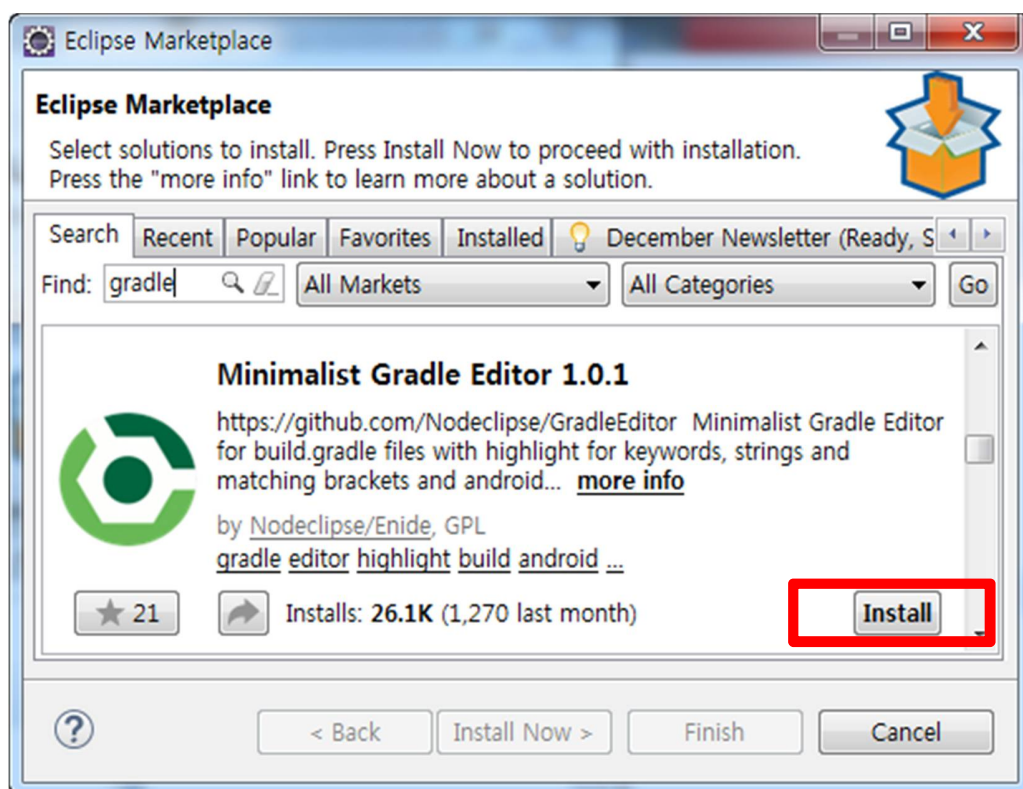 Eclipse Marketplace
Eclipse Marketplace
Select solutions to install. Press Install Now to proceed with installation.
Press the "more info" link to learn more about a solution.
Search Recent Popular Favorites Installed December Newsletter (Ready, S
Find: gradle All Markets All Categories Go
Minimalist Gradle Editor 1.0.1
https://github.com/Nodeclipse/GradleEditor Minimalist Gradle Editor
for build.gradle files with highlight for keywords, strings and
matching brackets and android... more info
by Nodeclipse/Enide, GPL
gradle editor highlight build android ...
21 Installs: 26.1K (1,270 last month) Install
? < Back Install Now > Finish Cancel